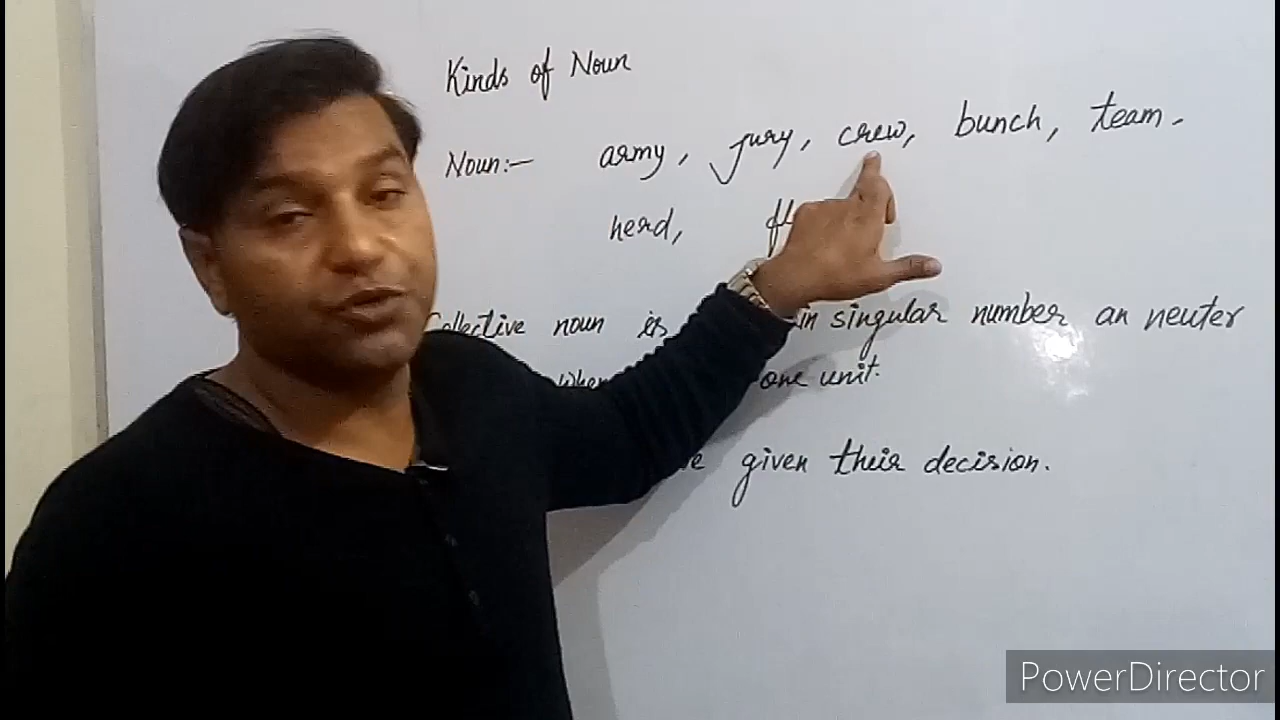 Kinds of Noun
Noun:- army, jury, crew, bunch, team.
herd,
Collective noun is in singular number an neuter
one unit.
given their decision.
PowerDirector